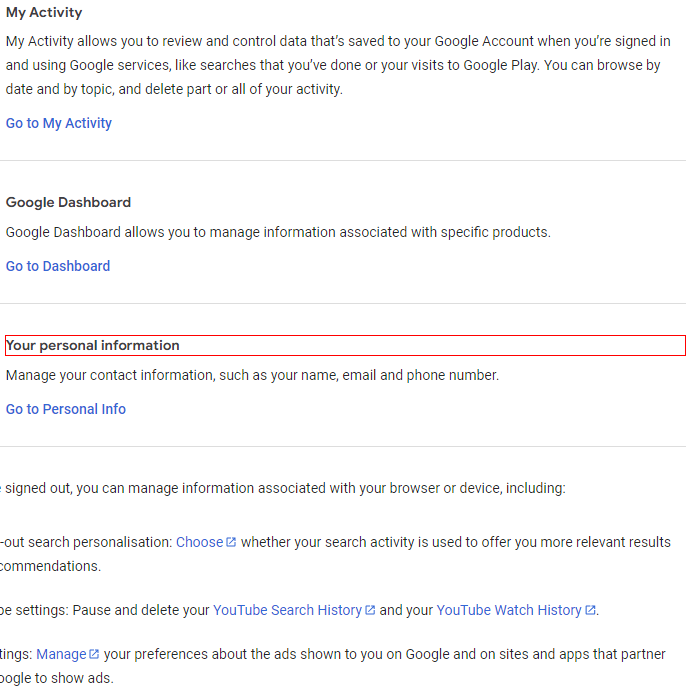 My Activity
My Activity allows you to review and control data that’s saved to your Google Account when you’re signed in
and using Google services, like searches that you’ve done or your visits to Google Play. You can browse by
date and by topic, and delete part or all of your activity.
Go to My Activity
Google Dashboard
Google Dashboard allows you to manage information associated with specific products.
Go to Dashboard
Your personal information
Manage your contact information, such as your name, email and phone number.
Go to Personal Info
signed out, you can manage information associated with your browser or device, including:
-out search personalisation: Choose whether your search activity is used to offer you more relevant results
commendations.
be settings: Pause and delete your YouTube Search History and your YouTube Watch History.
tings: Manage your preferences about the ads shown to you on Google and on sites and apps that partner
oogle to show ads.